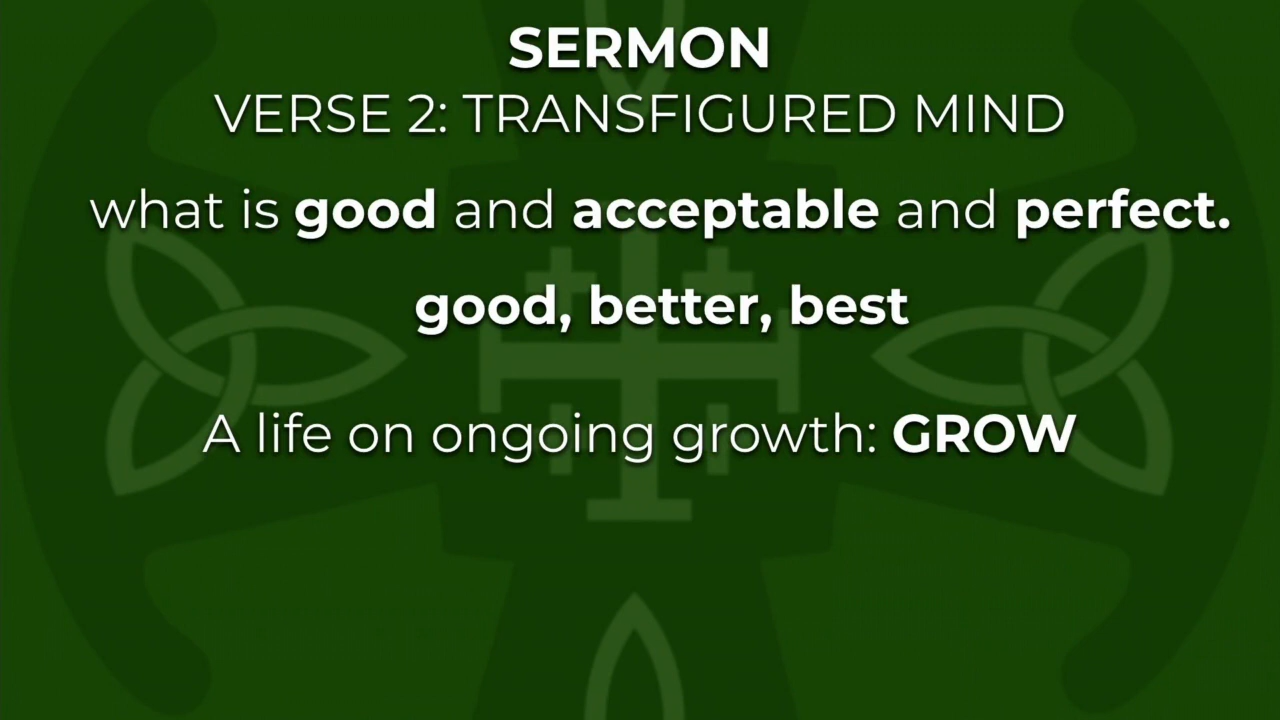 SERMON
VERSE 2: TRANSFIGURED MIND
what is good and acceptable and perfect.
good, better, best
A life on ongoing growth: GROW